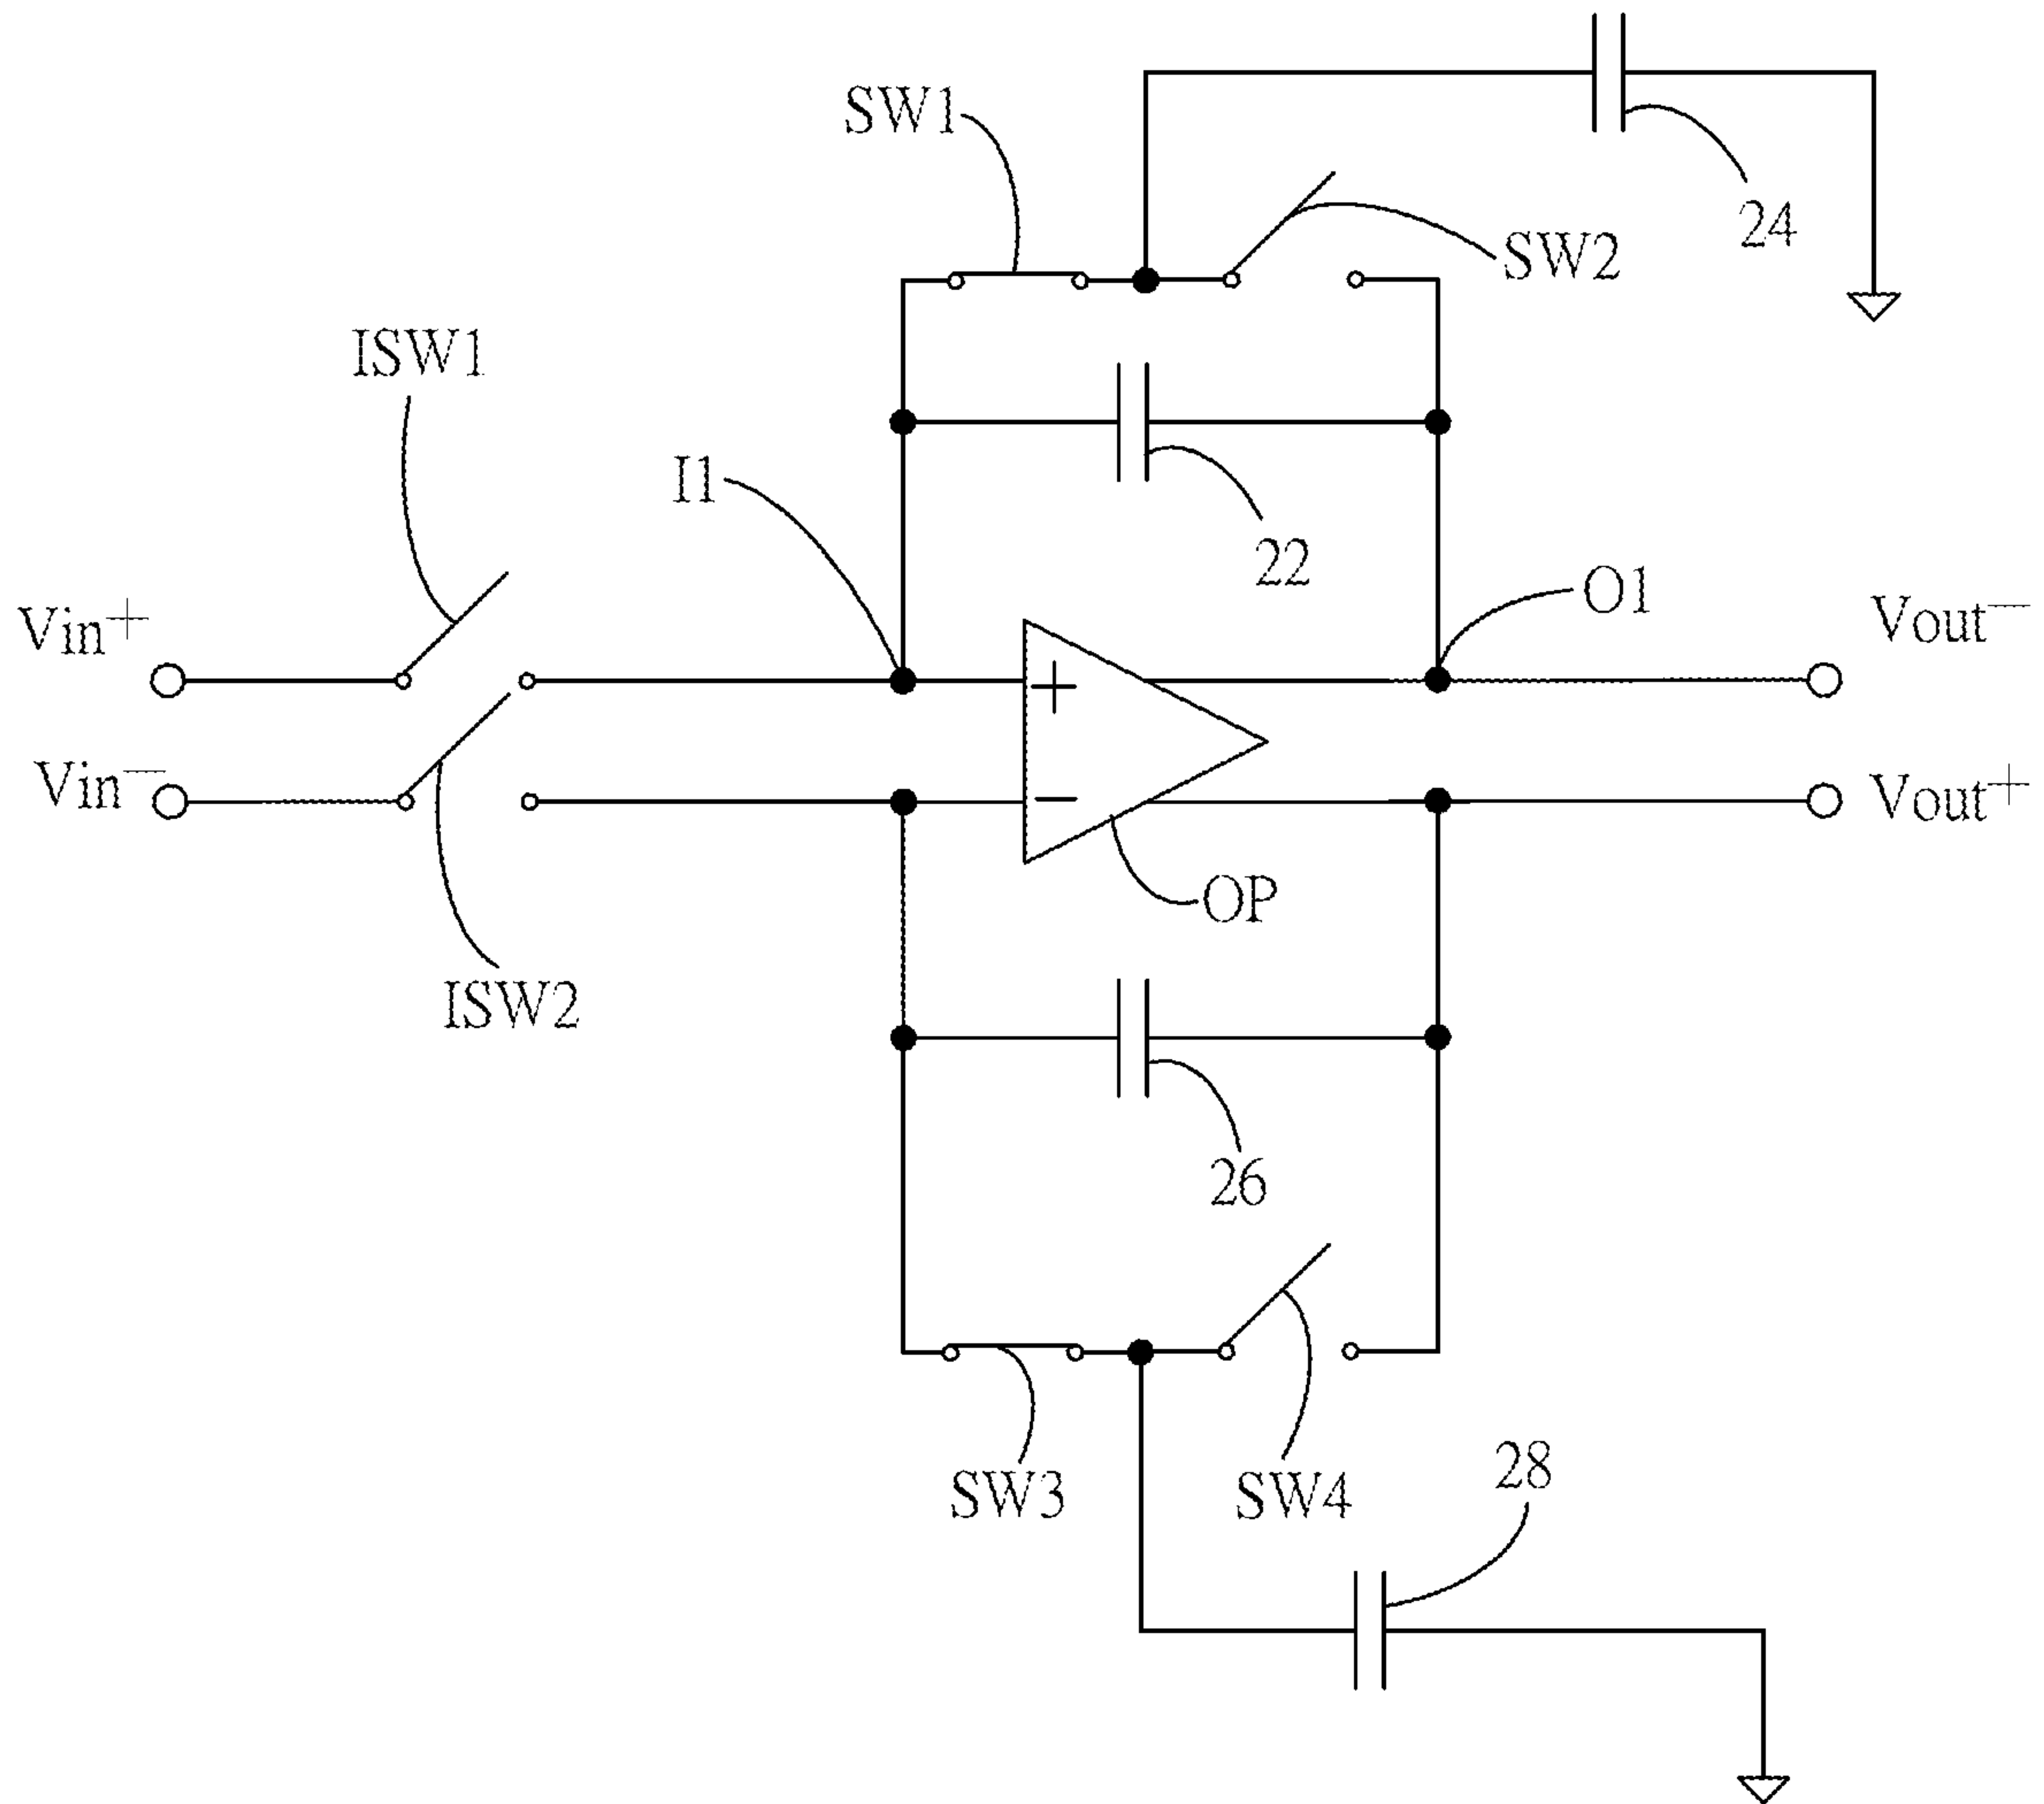 SW1
24
SW2
ISW1
I1
22
O1
Vin+
Vout−
+
Vin−
−
Vout+
OP
ISW2
26
28
SW3
SW4